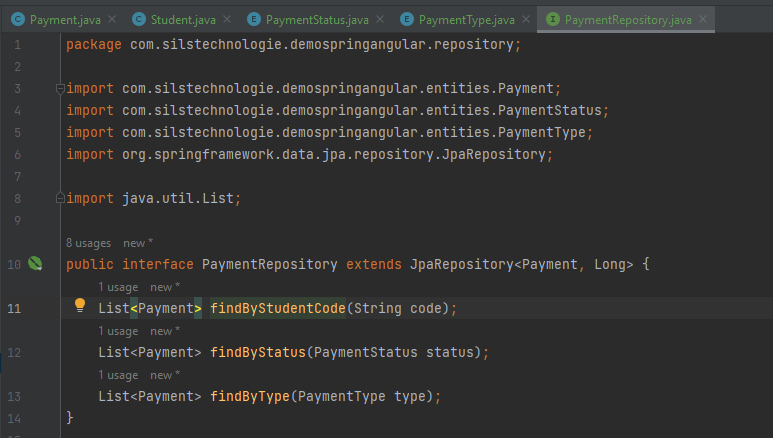 Payment.java Student.java PaymentStatus.java PaymentType.java PaymentRepository.java
1 package com.silstechnologie.demospringangular.repository;
2
3 import com.silstechnologie.demospringangular.entities.Payment;
4 import com.silstechnologie.demospringangular.entities.PaymentStatus;
5 import com.silstechnologie.demospringangular.entities.PaymentType;
6 import org.springframework.data.jpa.repository.JpaRepository;
7
8 import java.util.List;
9
8 usages new *
10 public interface PaymentRepository extends JpaRepository<Payment, Long> {
1 usage new *
11 List<Payment> findByStudentCode(String code);
1 usage new *
12 List<Payment> findByStatus(PaymentStatus status);
1 usage new *
13 List<Payment> findByType(PaymentType type);
14 }